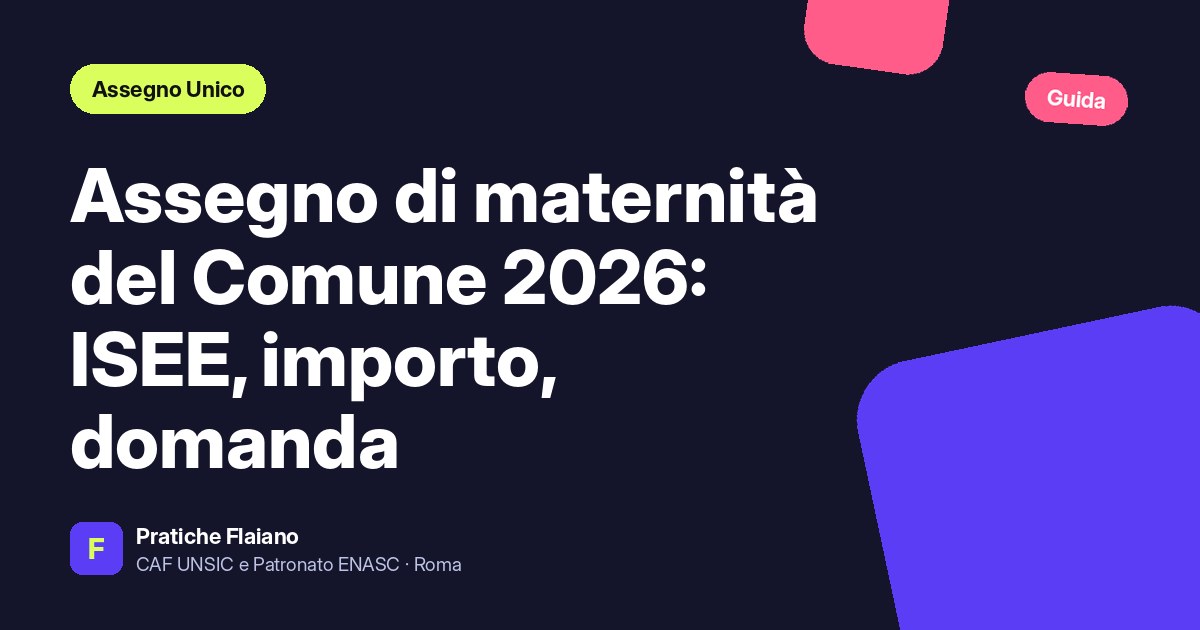 Assegno Unico
Guida
Assegno di maternità
del Comune 2026:
ISEE, importo,
domanda
F
Pratiche Flaiano
CAF UNSIC e Patronato ENASC · Roma